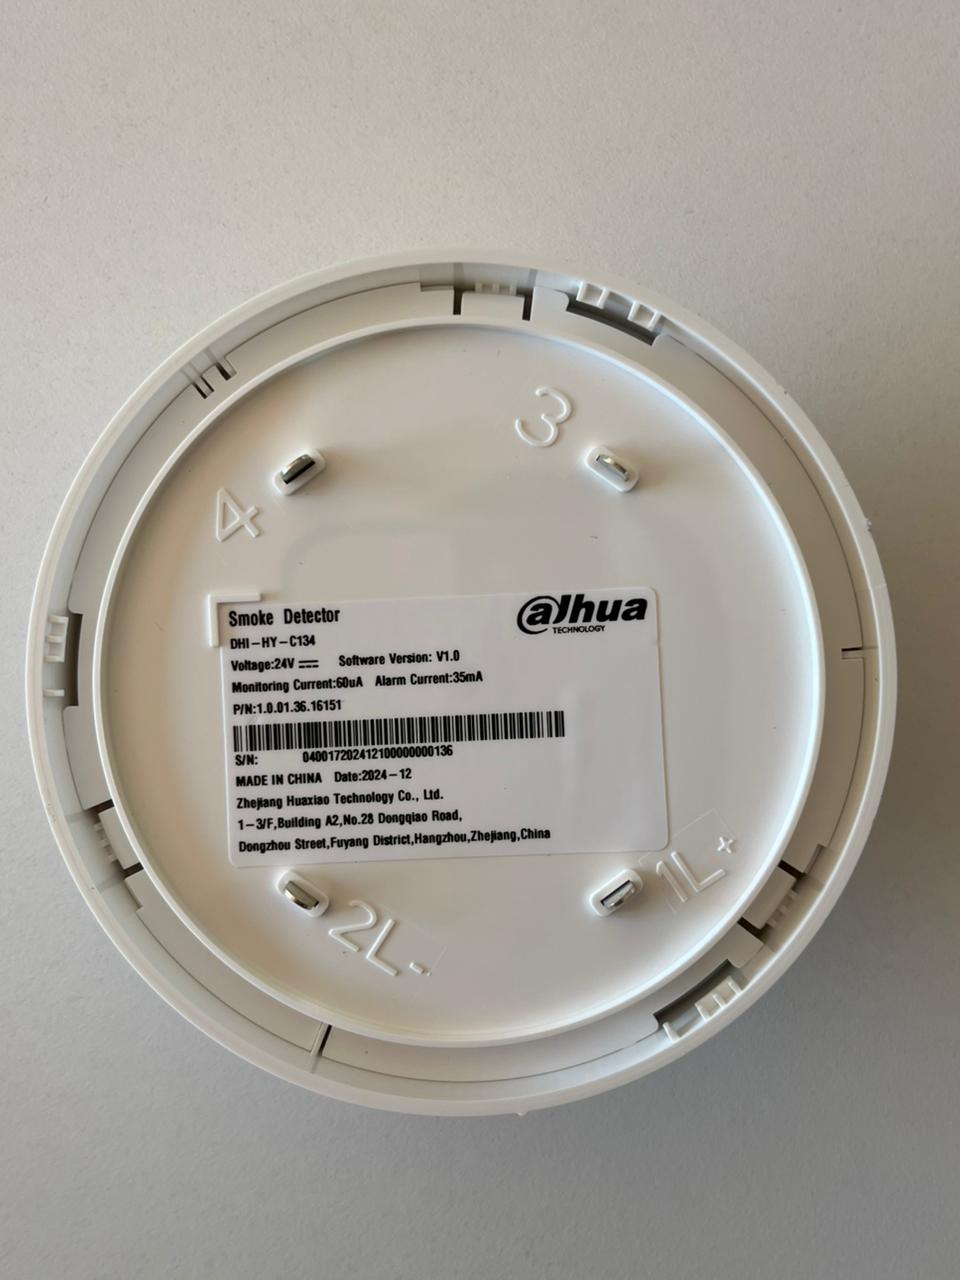 3
4
Smoke Detector
alhua
TECHNOLOGY
DHI-HY-C134
Voltage:24V Software Version: V1.0
Monitoring Current:60uA Alarm Current:35mA
P/N:1.0.01.36.16151
S/N: 040017202412100000000136
MADE IN CHINA Date:2024-12
Zhejiang Huaxiao Technology Co., Ltd.
1-3/F,Building A2,No.28 Dongqiao Road,
Dongzhou Street,Fuyang District,Hangzhou,Zhejiang,China
1L+
2L-